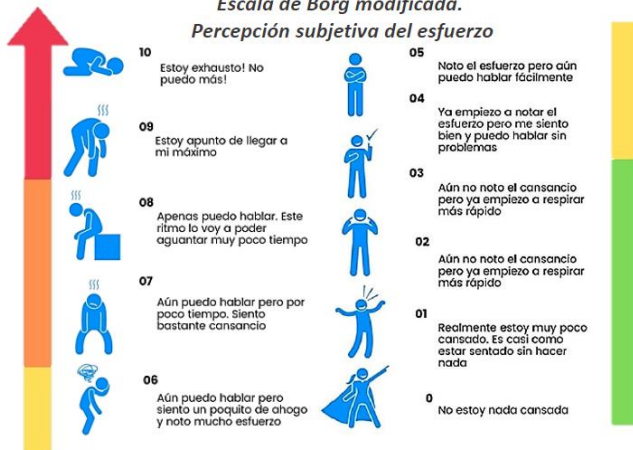 Escala de Borg modificada.
Percepción subjetiva del esfuerzo
10
Estoy exhausto! No
puedo más!
09
Estoy apunto de llegar a
mi máximo
08
Apenas puedo hablar. Este
ritmo lo voy a poder
aguantar muy poco tiempo
07
Aún puedo hablar pero por
poco tiempo. Siento
bastante cansancio
06
Aún puedo hablar pero
siento un poquito de ahogo
y noto mucho esfuerzo
05
Noto el esfuerzo pero aún
puedo hablar fácilmente
04
Ya empiezo a notar el
esfuerzo pero me siento
bien y puedo hablar sin
problemas
03
Aún no noto el cansancio
pero ya empiezo a respirar
más rápido
02
Aún no noto el cansancio
pero ya empiezo a respirar
más rápido
01
Realmente estoy muy poco
cansado. Es casi como
estar sentado sin hacer
nada
0
No estoy nada cansada